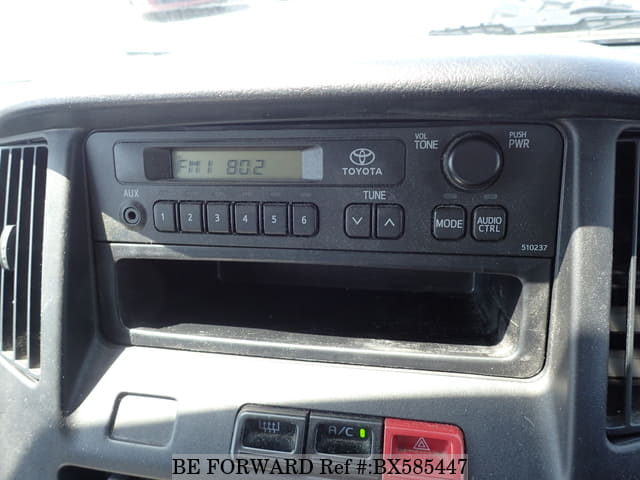 VOL
TONE
PUSH
PWR
FM1 80.2
TOYOTA
AUX
TUNE
1 2 3 4 5 6
MODE
AUDIO
CTRL
510237
A/C
BE FORWARD Ref #:BX585447